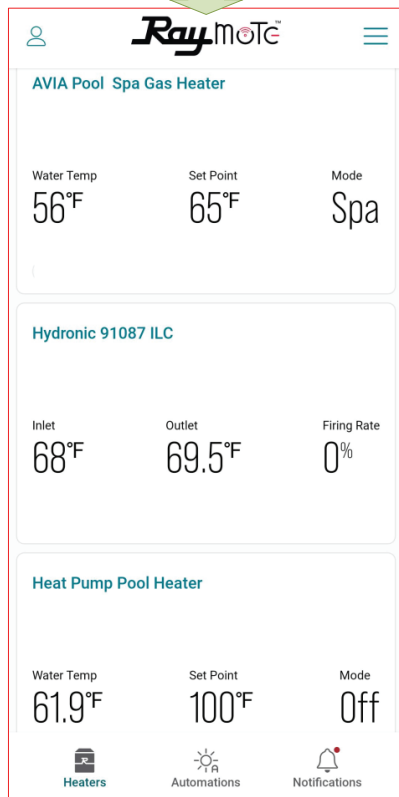 RayMoTe™
AVIA Pool Spa Gas Heater
Water Temp Set Point Mode
56°F 65°F Spa
Hydronic 91087 ILC
Inlet Outlet Firing Rate
68°F 69.5°F 0%
Heat Pump Pool Heater
Water Temp Set Point Mode
61.9°F 100°F Off
R A
Heaters Automations Notifications